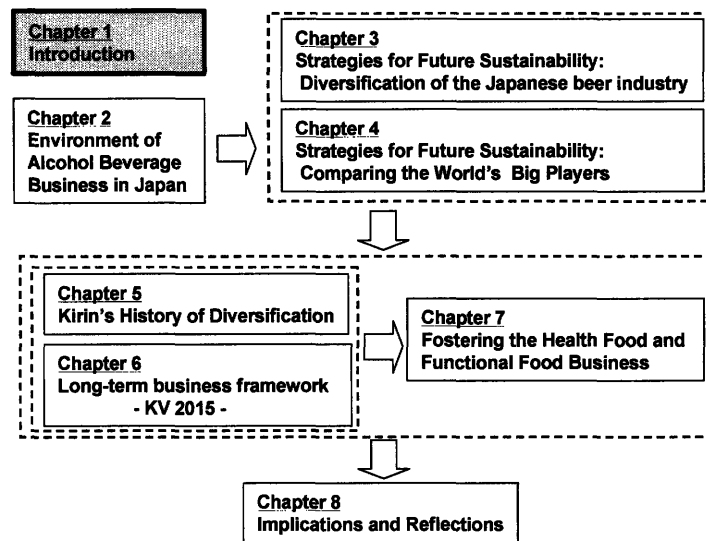 Chapter 1
Introduction
Chapter 2
Environment of
Alcohol Beverage
Business in Japan
Chapter 3
Strategies for Future Sustainability:
Diversification of the Japanese beer industry
Chapter 4
Strategies for Future Sustainability:
Comparing the World's Big Players
Chapter 5
Kirin's History of Diversification
Chapter 6
Long-term business framework
- KV 2015 -
Chapter 7
Fostering the Health Food and
Functional Food Business
Chapter 8
Implications and Reflections